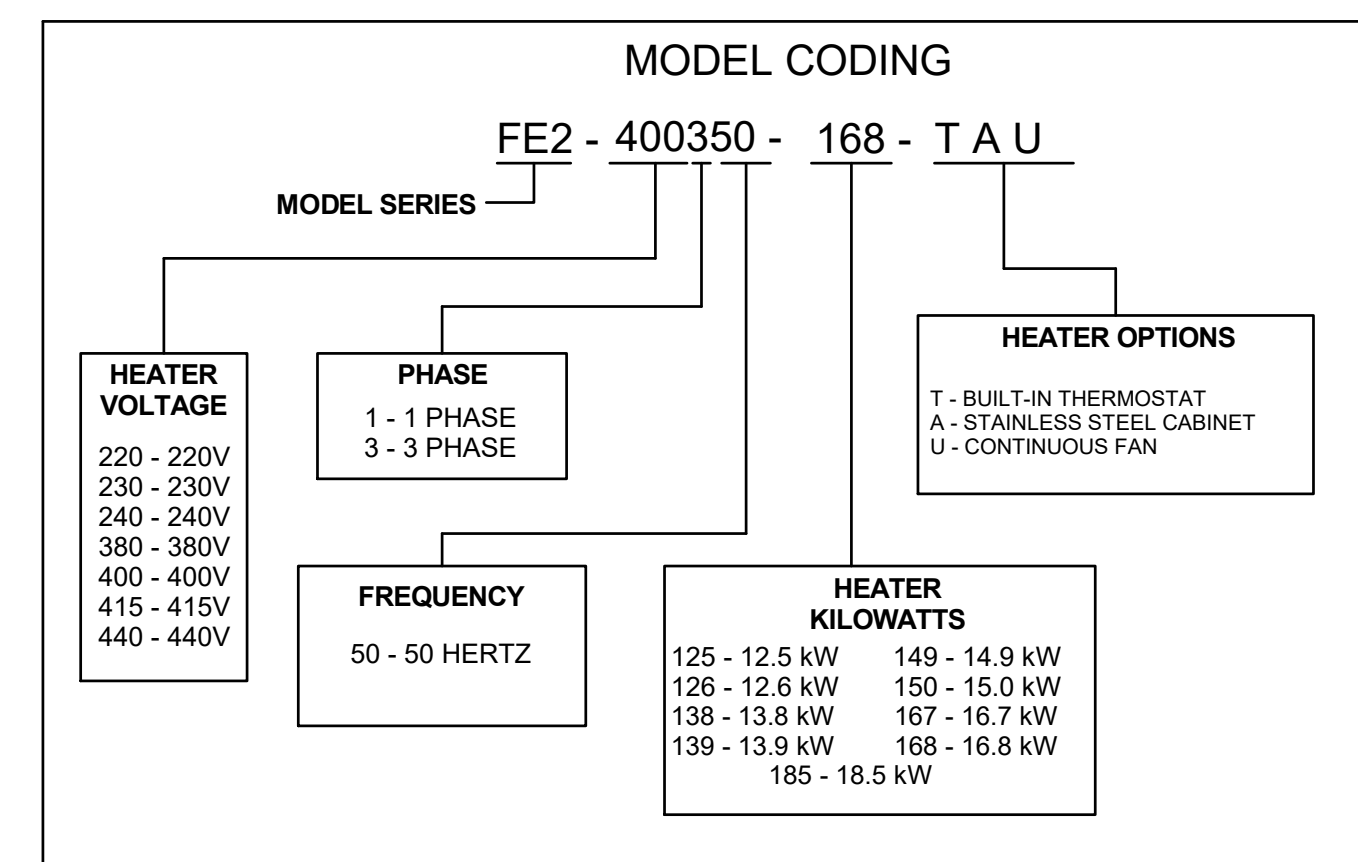 MODEL CODING
FE2 - 400350 - 168 - T A U
MODEL SERIES
HEATER
VOLTAGE
220 - 220V
230 - 230V
240 - 240V
380 - 380V
400 - 400V
415 - 415V
440 - 440V
PHASE
1 - 1 PHASE
3 - 3 PHASE
FREQUENCY
50 - 50 HERTZ
HEATER
KILOWATTS
125 - 12.5 kW 149 - 14.9 kW
126 - 12.6 kW 150 - 15.0 kW
138 - 13.8 kW 167 - 16.7 kW
139 - 13.9 kW 168 - 16.8 kW
185 - 18.5 kW
HEATER OPTIONS
T - BUILT-IN THERMOSTAT
A - STAINLESS STEEL CABINET
U - CONTINUOUS FAN